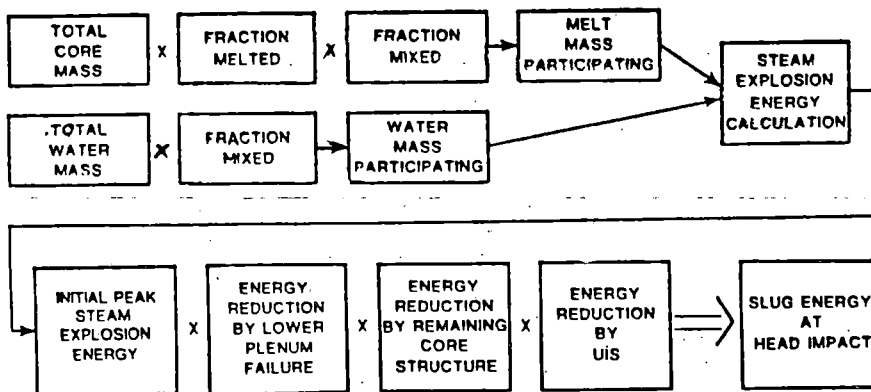 TOTAL
CORE
MASS
x
FRACTION
MELTED
x
FRACTION
MIXED
MELT
MASS
PARTICIPATING
STEAM
EXPLOSION
ENERGY
CALCULATION
TOTAL
WATER
MASS
x
FRACTION
MIXED
WATER
MASS
PARTICIPATING
INITIAL PEAK
STEAM
EXPLOSION
ENERGY
x
ENERGY
REDUCTION
BY LOWER
PLENUM
FAILURE
x
ENERGY
REDUCTION
BY REMAINING
CORE
STRUCTURE
x
ENERGY
REDUCTION
BY
UIS
SLUG ENERGY
AT
HEAD IMPACT